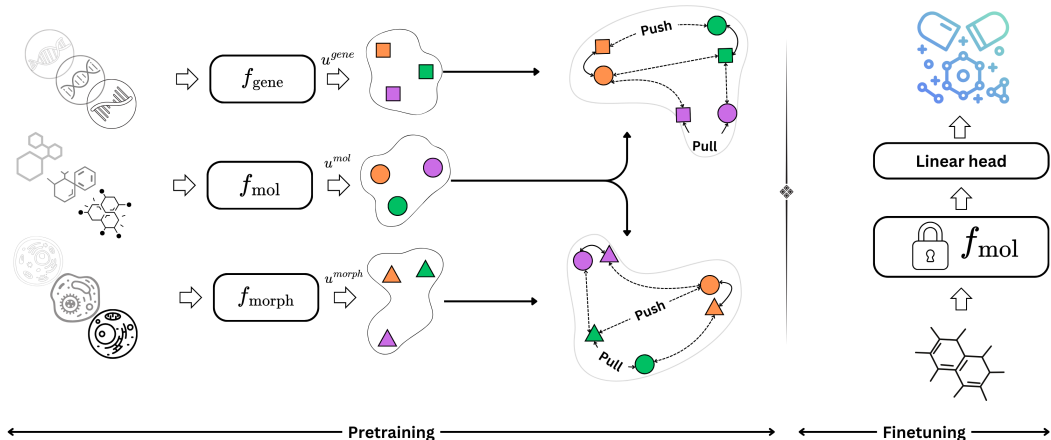 f_gene
u^gene
Push
Pull
f_mol
u^mol
f_morph
u^morph
Push
Pull
Linear head
f_mol
Pretraining
Finetuning